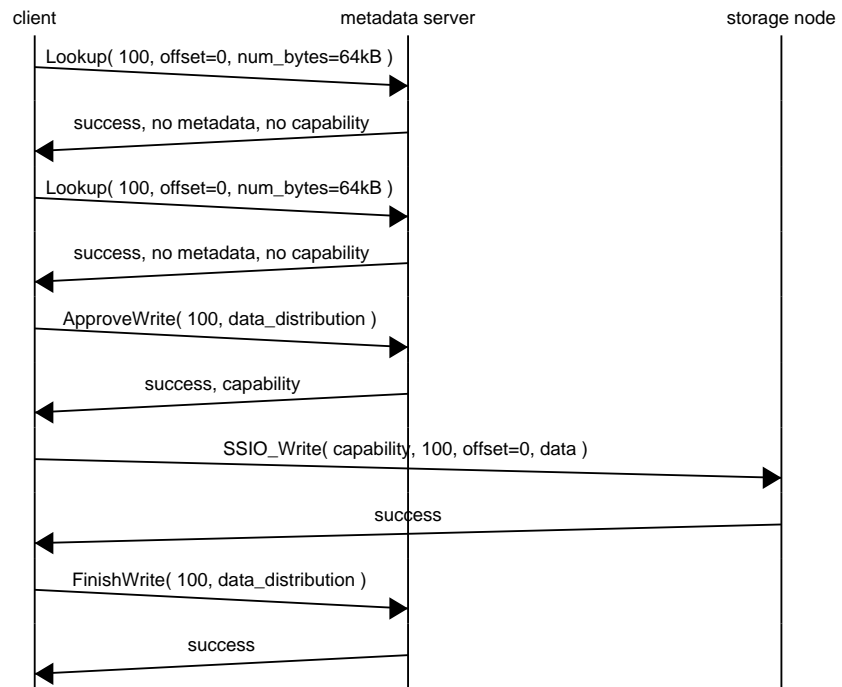 client metadata server storage node
Lookup( 100, offset=0, num_bytes=64kB )
success, no metadata, no capability
Lookup( 100, offset=0, num_bytes=64kB )
success, no metadata, no capability
ApproveWrite( 100, data_distribution )
success, capability
SSIO_Write( capability, 100, offset=0, data )
success
FinishWrite( 100, data_distribution )
success